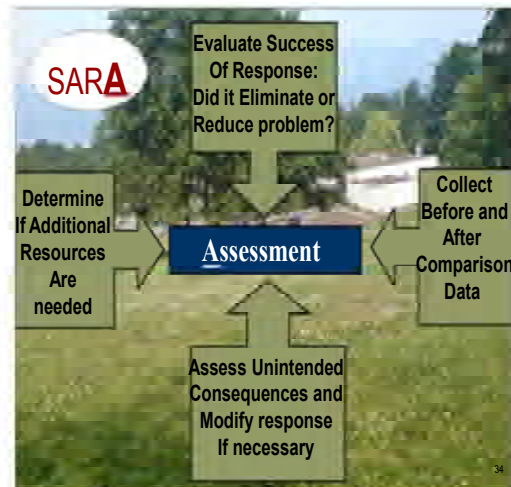 SARA
Evaluate Success
Of Response:
Did it Eliminate or
Reduce problem?
Determine
If Additional
Resources
Are
needed
Assessment
Collect
Before and
After
Comparison
Data
Assess Unintended
Consequences and
Modify response
If necessary
34